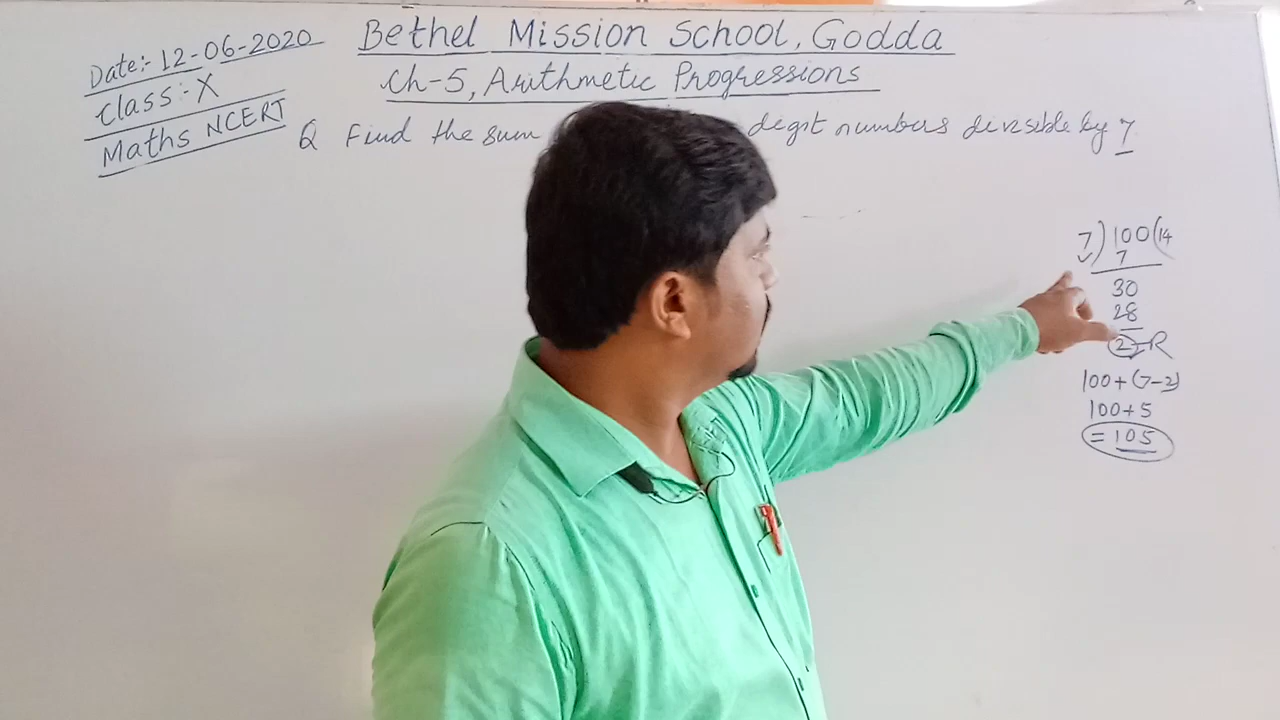 Date:- 12-06-2020
Class:- X
Maths NCERT
Bethel Mission School, Godda
Ch-5, Arithmetic Progressions
Q Find the sum digit numbers divisible by 7
7)100(14
7
30
28
2-R
100+(7-2)
100+5
=105